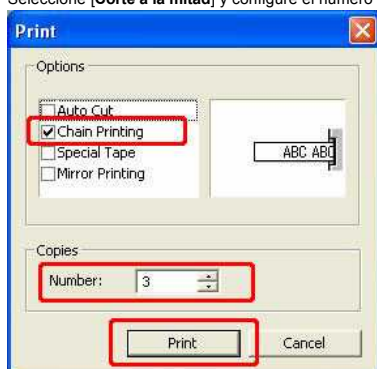 Seleccione [Corte a la mitad] y configure el número
Print
Options
Auto Cut
Chain Printing
Special Tape
Mirror Printing
ABC ABC
Copies
Number: 3
Print Cancel